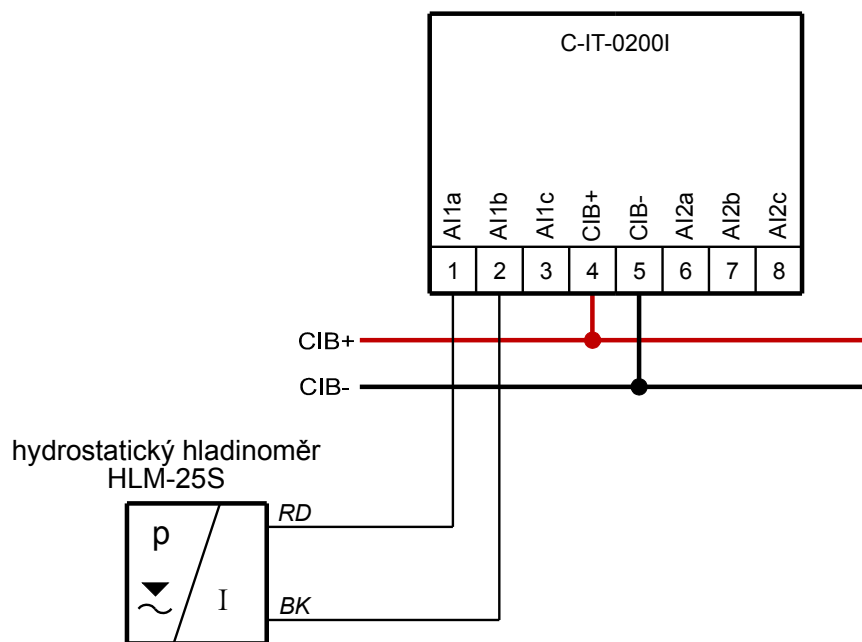 C-IT-0200I
AI1a AI1b AI1c CIB+ CIB- AI2a AI2b AI2c
1 2 3 4 5 6 7 8
CIB+
CIB-
hydrostatický hladinoměr
HLM-25S
RD
p
I
BK